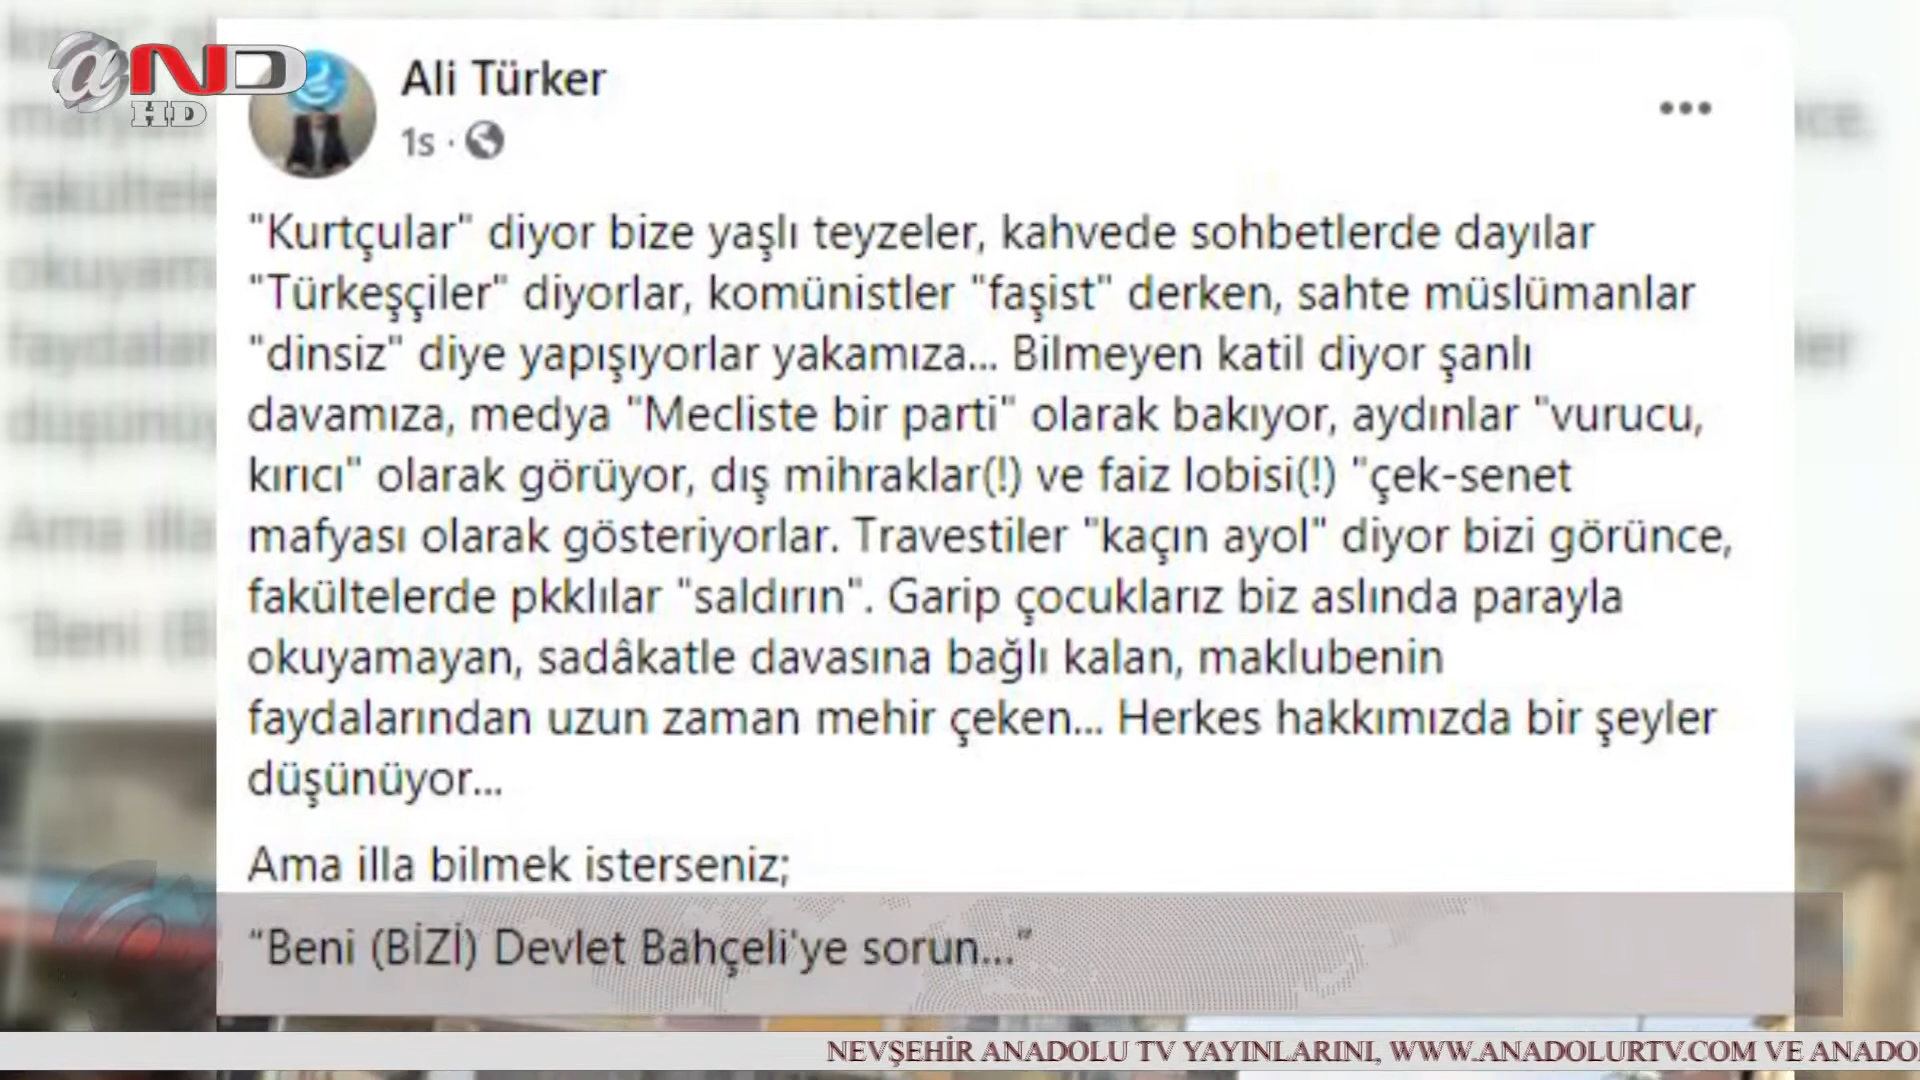 @ND
HD
Ali Türker
1s ·
"Kurtçular" diyor bize yaşlı teyzeler, kahvede sohbetlerde dayılar
"Türkeşçiler" diyorlar, komünistler "faşist" derken, sahte müslümanlar
"dinsiz" diye yapışıyorlar yakamıza... Bilmeyen katil diyor şanlı
davamıza, medya "Mecliste bir parti" olarak bakıyor, aydınlar "vurucu,
kırıcı" olarak görüyor, dış mihraklar(!) ve faiz lobisi(!) "çek-senet
mafyası olarak gösteriyorlar. Travestiler "kaçın ayol" diyor bizi görünce,
fakültelerde pkklılar "saldırın". Garip çocuklarız biz aslında parayla
okuyamayan, sadâkatle davasına bağlı kalan, maklubenin
faydalarından uzun zaman mehir çeken... Herkes hakkımızda bir şeyler
düşünüyor...
Ama illa bilmek isterseniz;
"Beni (BİZİ) Devlet Bahçeli'ye sorun..."
NEVŞEHİR ANADOLU TV YAYINLARINI, WWW.ANADOLURTV.COM VE ANADO